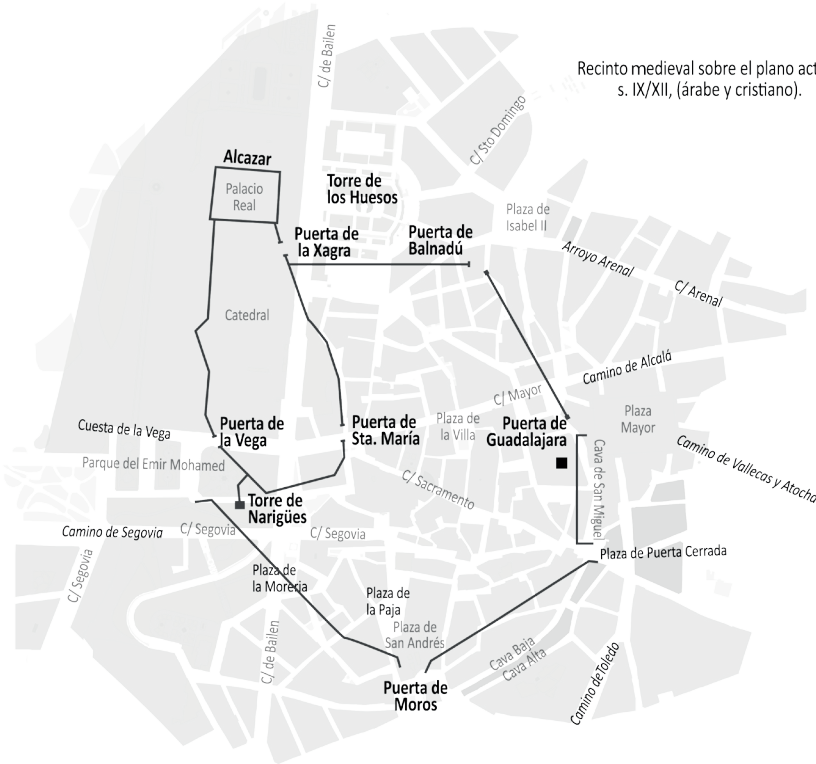 C/ de Bailen
Recinto medieval sobre el plano act
s. IX/XII, (árabe y cristiano).
C/ Sto Domingo
Alcazar
Palacio
Real
Torre de
los Huesos
Plaza de
Isabel II
Puerta de
la Xagra
Puerta de
Balnadú
Arroyo Arenal
C/ Arenal
Catedral
Camino de Alcalá
C/ Mayor
Cuesta de la Vega
Puerta de
la Vega
Puerta de
Sta. María
Plaza de
la Villa
Puerta de
Guadalajara
Plaza
Mayor
Camino de Vallecas y Atocha
Parque del Emir Mohamed
C/ Sacramento
Cava de San Miguel
Torre de
Narigües
Camino de Segovia
C/ Segovia
C/ Segovia
C/ Segovia
Plaza de Puerta Cerrada
Plaza de
la Moreria
Plaza de
la Paja
Plaza de
San Andrés
C/ de Bailen
Cava Baja
Cava Alta
Camino de Toledo
Puerta de
Moros